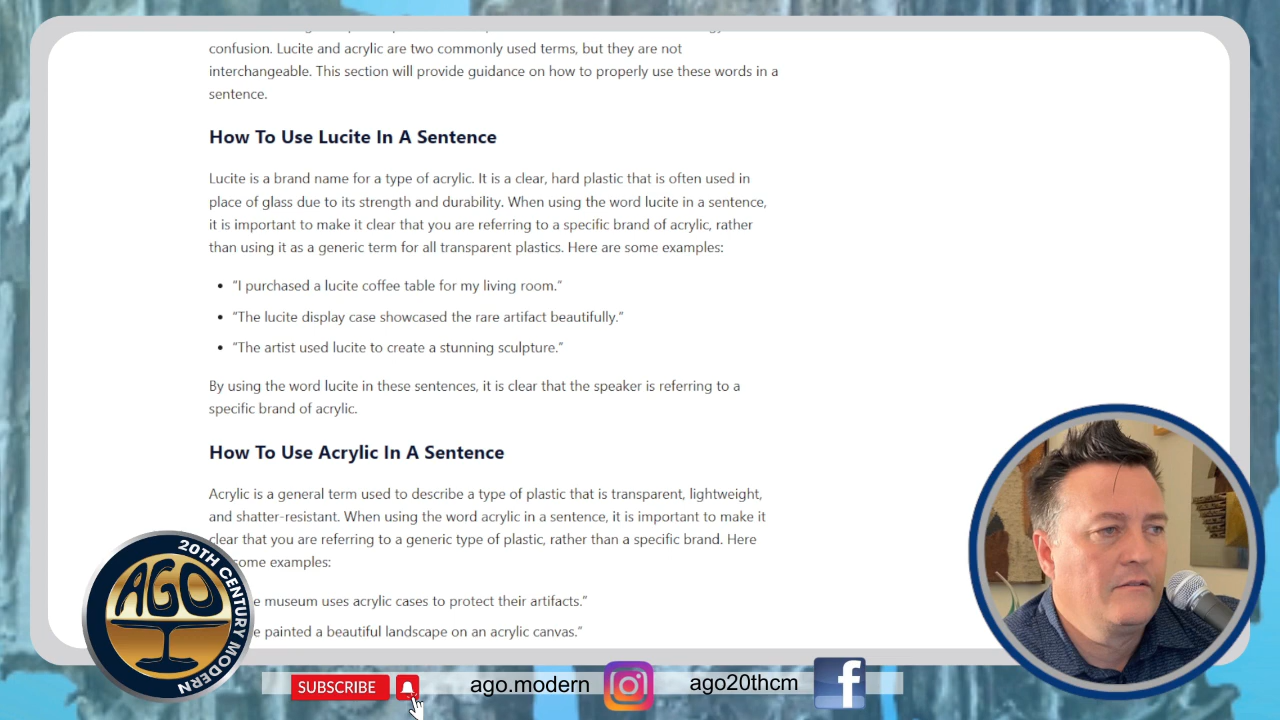 confusion. Lucite and acrylic are two commonly used terms, but they are not
interchangeable. This section will provide guidance on how to properly use these words in a
sentence.
How To Use Lucite In A Sentence
Lucite is a brand name for a type of acrylic. It is a clear, hard plastic that is often used in
place of glass due to its strength and durability. When using the word lucite in a sentence,
it is important to make it clear that you are referring to a specific brand of acrylic, rather
than using it as a generic term for all transparent plastics. Here are some examples:
• “I purchased a lucite coffee table for my living room.”
• “The lucite display case showcased the rare artifact beautifully.”
• “The artist used lucite to create a stunning sculpture.”
By using the word lucite in these sentences, it is clear that the speaker is referring to a
specific brand of acrylic.
How To Use Acrylic In A Sentence
Acrylic is a general term used to describe a type of plastic that is transparent, lightweight,
and shatter-resistant. When using the word acrylic in a sentence, it is important to make it
clear that you are referring to a generic type of plastic, rather than a specific brand. Here
some examples:
museum uses acrylic cases to protect their artifacts.”
painted a beautiful landscape on an acrylic canvas.”
AGO
20TH CENTURY MODERN
SUBSCRIBE
ago.modern
ago20thcm
f